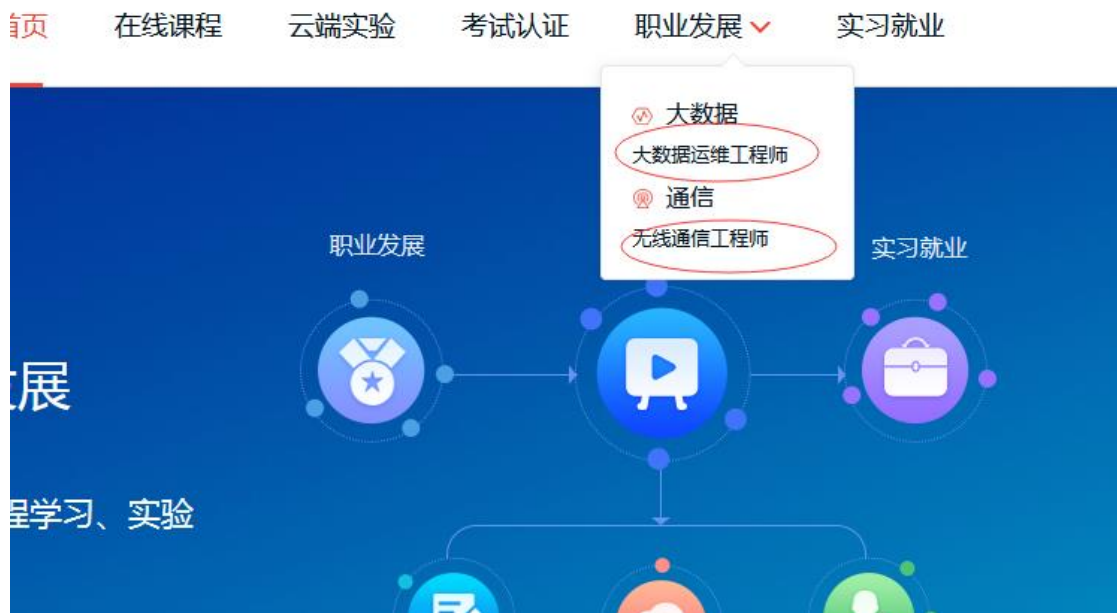 首页 在线课程 云端实验 考试认证 职业发展 实习就业
大数据
大数据运维工程师
通信
无线通信工程师
职业发展 实习就业
发展
程学习、实验